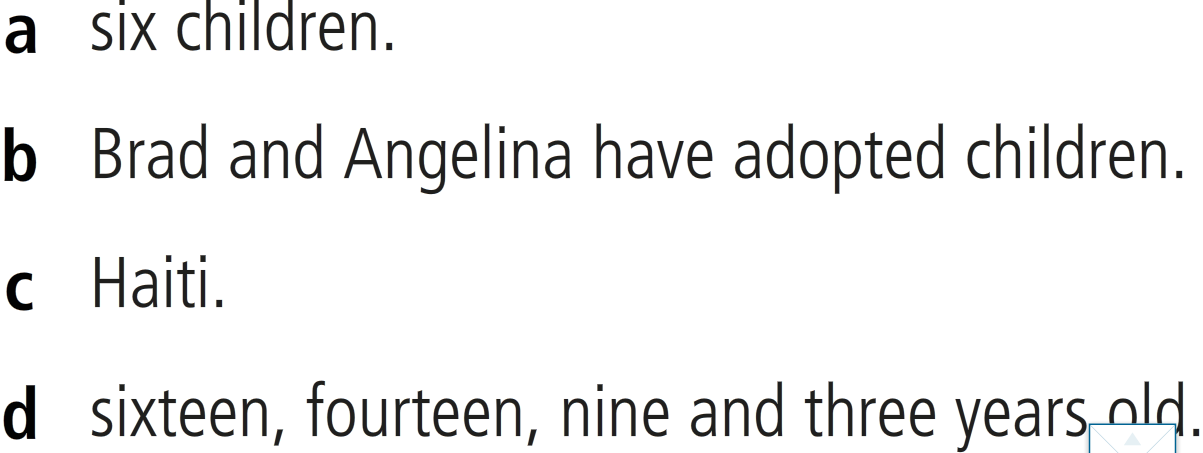 a six children.
b Brad and Angelina have adopted children.
c Haiti.
d sixteen, fourteen, nine and three years old.